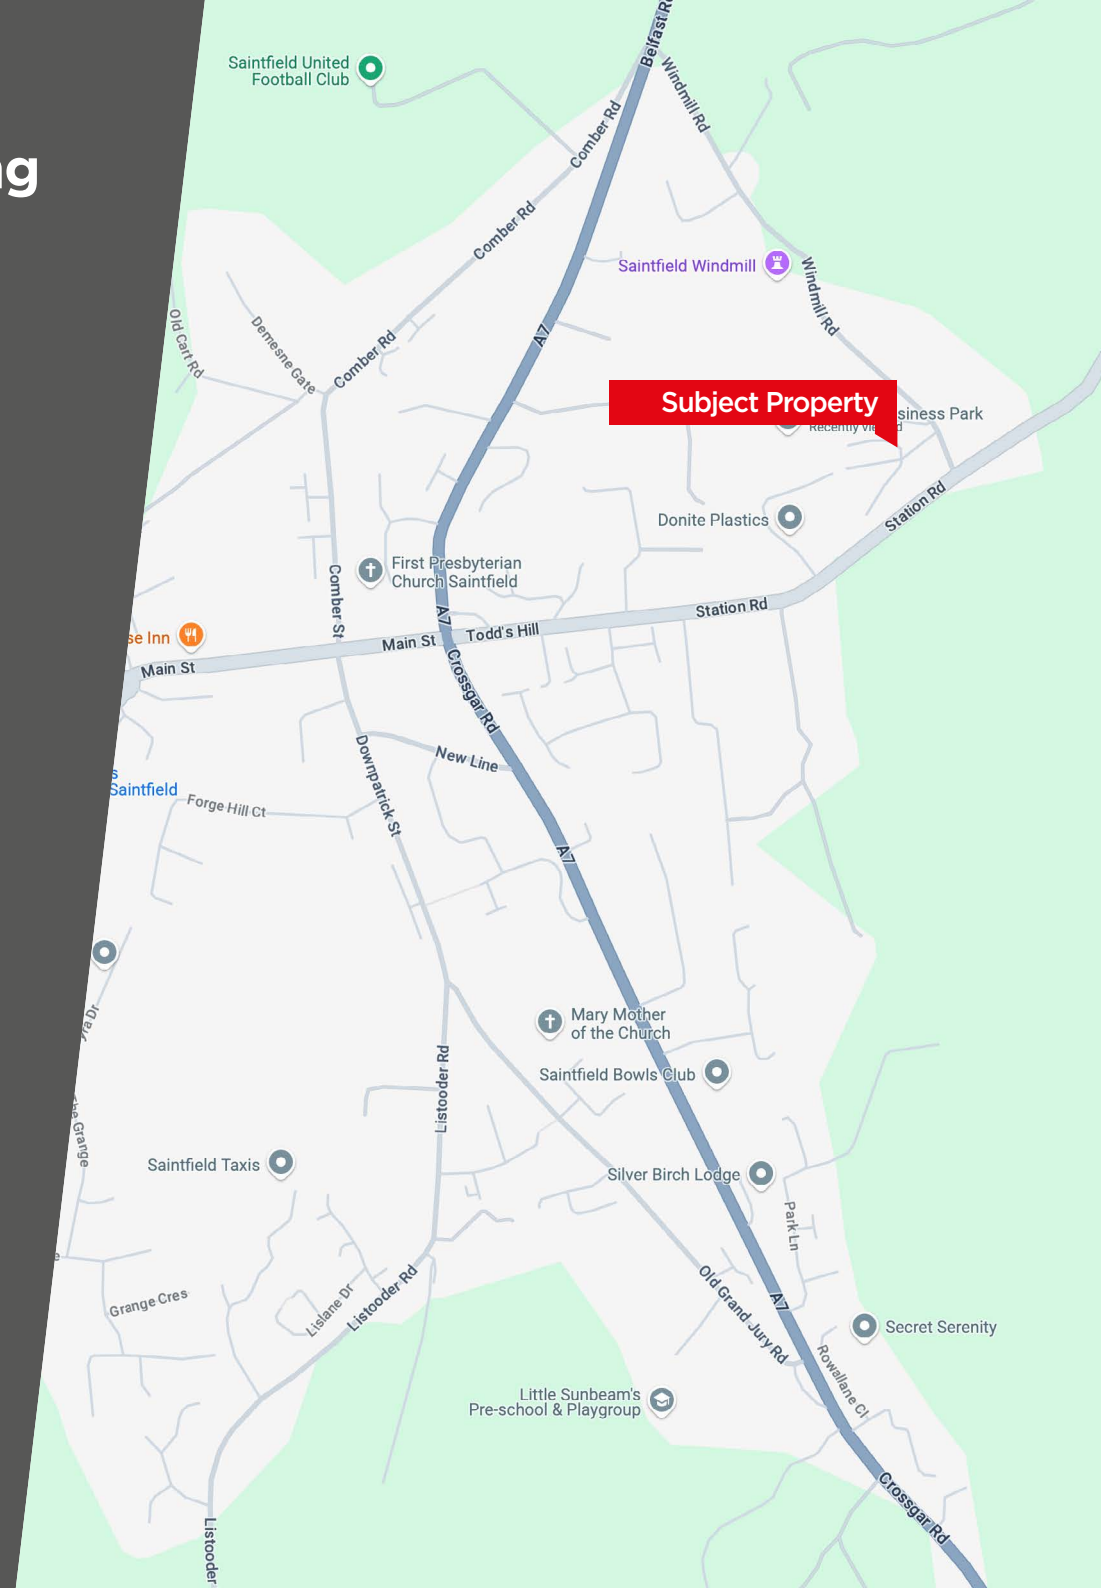 Belfast Rd
Saintfield United
Football Club
Windmill Rd
Comber Rd
Comber Rd
Saintfield Windmill
Windmill Rd
Old Cart Rd
Demesne Gate
Comber Rd
A7
Subject Property
siness Park
Recently
Donite Plastics
Station Rd
First Presbyterian
Church Saintfield
Comber St
A7
Station Rd
Todd's Hill
se Inn
Main St
Main St
Crossgar Rd
New Line
Downpatrick St
s
Saintfield
Forge Hill Ct
A7
Mary Mother
of the Church
Saintfield Bowls Club
Listooder Rd
Grange
Saintfield Taxis
Silver Birch Lodge
Park Ln
Grange Cres
Lislane Dr
Listooder Rd
Old Grand Jury Rd
A7
Secret Serenity
Rowallane Cl
Little Sunbeam's
Pre-school & Playgroup
Crossgar Rd
Listooder